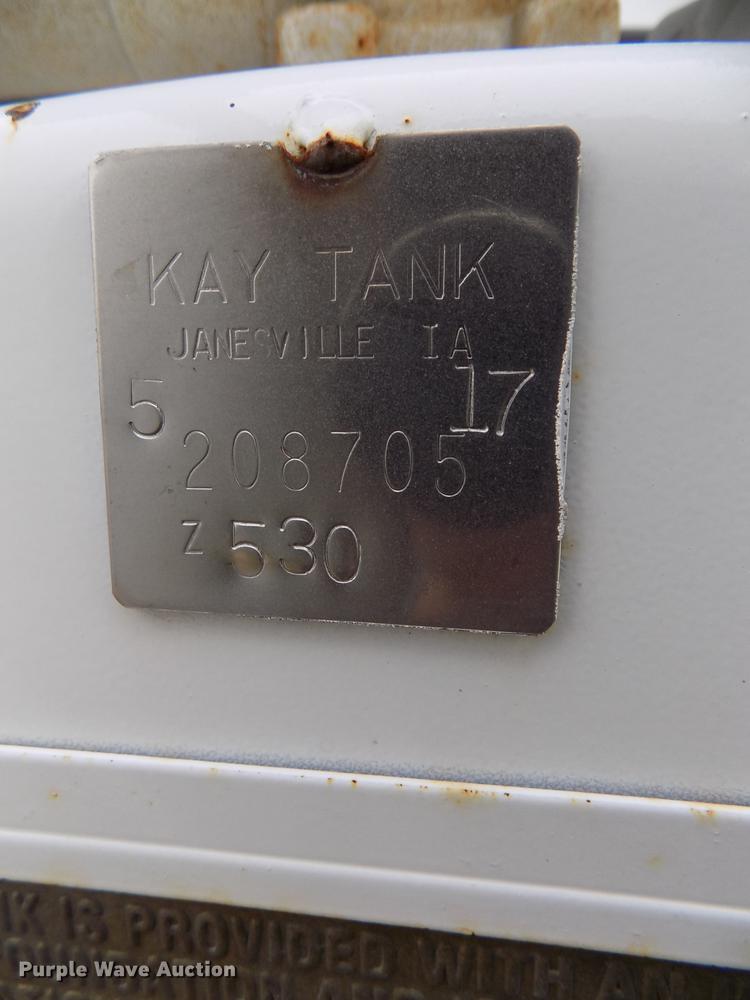 KAY TANK
JANESVILLE IA
5 17
208705
Z 530
K IS PROVIDED WITH AN
Purple Wave Auction